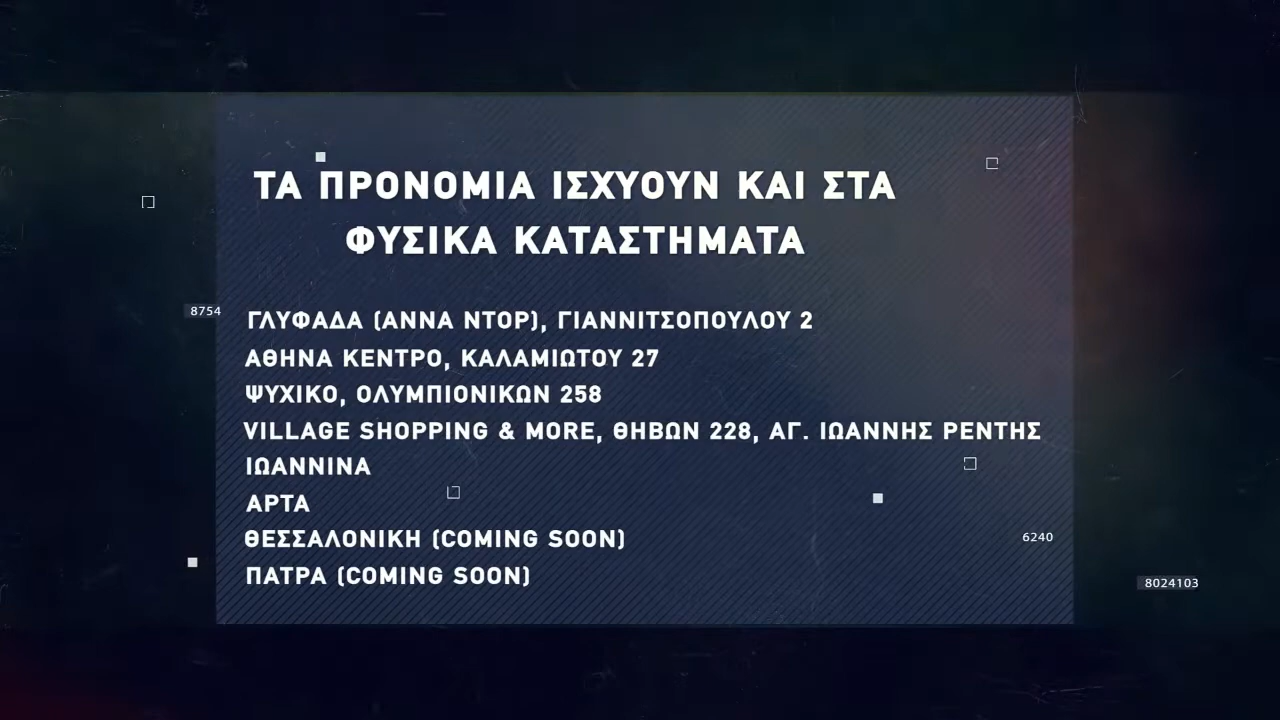 ΤΑ ΠΡΟΝΟΜΙΑ ΙΣΧΥΟΥΝ ΚΑΙ ΣΤΑ
ΦΥΣΙΚΑ ΚΑΤΑΣΤΗΜΑΤΑ
8754
ΓΛΥΦΑΔΑ (ΑΝΝΑ ΝΤΟΡ), ΓΙΑΝΝΙΤΣΟΠΟΥΛΟΥ 2
ΑΘΗΝΑ ΚΕΝΤΡΟ, ΚΑΛΑΜΙΩΤΟΥ 27
ΨΥΧΙΚΟ, ΟΛΥΜΠΙΟΝΙΚΩΝ 258
VILLAGE SHOPPING & MORE, ΘΗΒΩΝ 228, ΑΓ. ΙΩΑΝΝΗΣ ΡΕΝΤΗΣ
ΙΩΑΝΝΙΝΑ
ΑΡΤΑ
ΘΕΣΣΑΛΟΝΙΚΗ (COMING SOON)
6240
ΠΑΤΡΑ (COMING SOON)
8024103